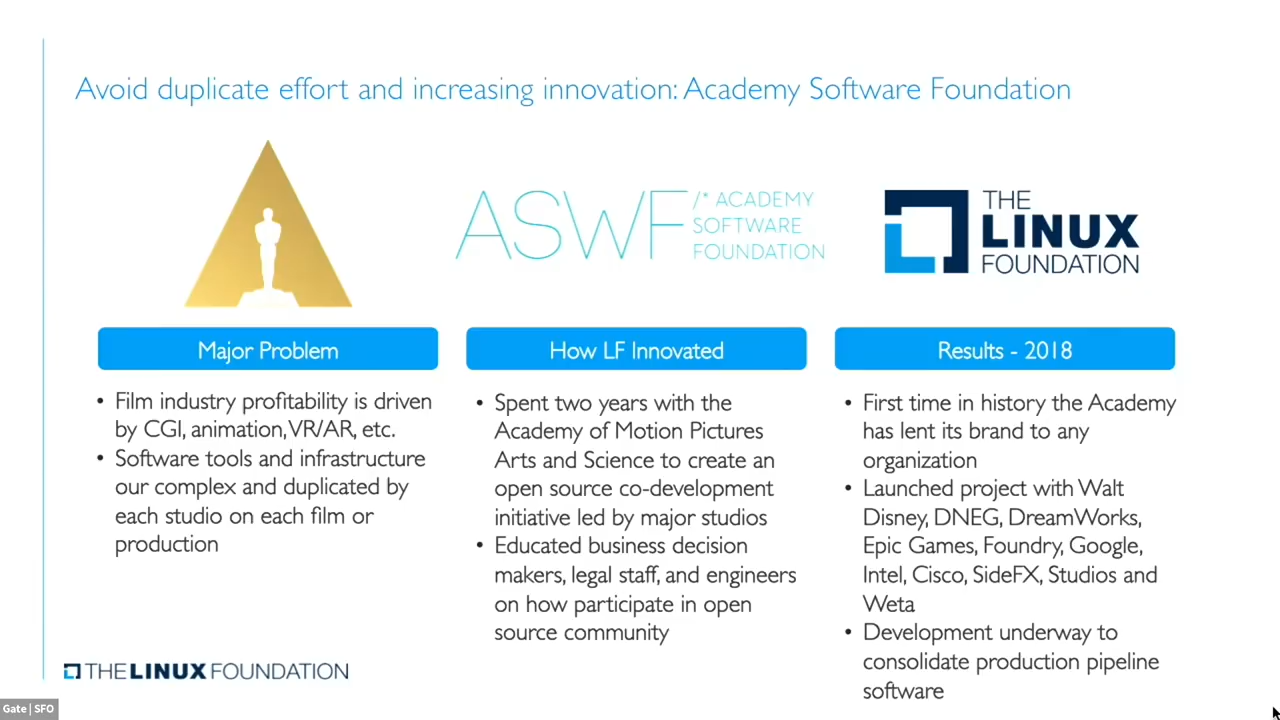 Avoid duplicate effort and increasing innovation: Academy Software Foundation
ASWF
/* ACADEMY
SOFTWARE
FOUNDATION
THE
LINUX
FOUNDATION
Major Problem
• Film industry profitability is driven
by CGI, animation, VR/AR, etc.
• Software tools and infrastructure
our complex and duplicated by
each studio on each film or
production
How LF Innovated
• Spent two years with the
Academy of Motion Pictures
Arts and Science to create an
open source co-development
initiative led by major studios
• Educated business decision
makers, legal staff, and engineers
on how participate in open
source community
Results - 2018
• First time in history the Academy
has lent its brand to any
organization
• Launched project with Walt
Disney, DNEG, DreamWorks,
Epic Games, Foundry, Google,
Intel, Cisco, SideFX, Studios and
Weta
• Development underway to
consolidate production pipeline
software
THE LINUX FOUNDATION
Gate | SFO